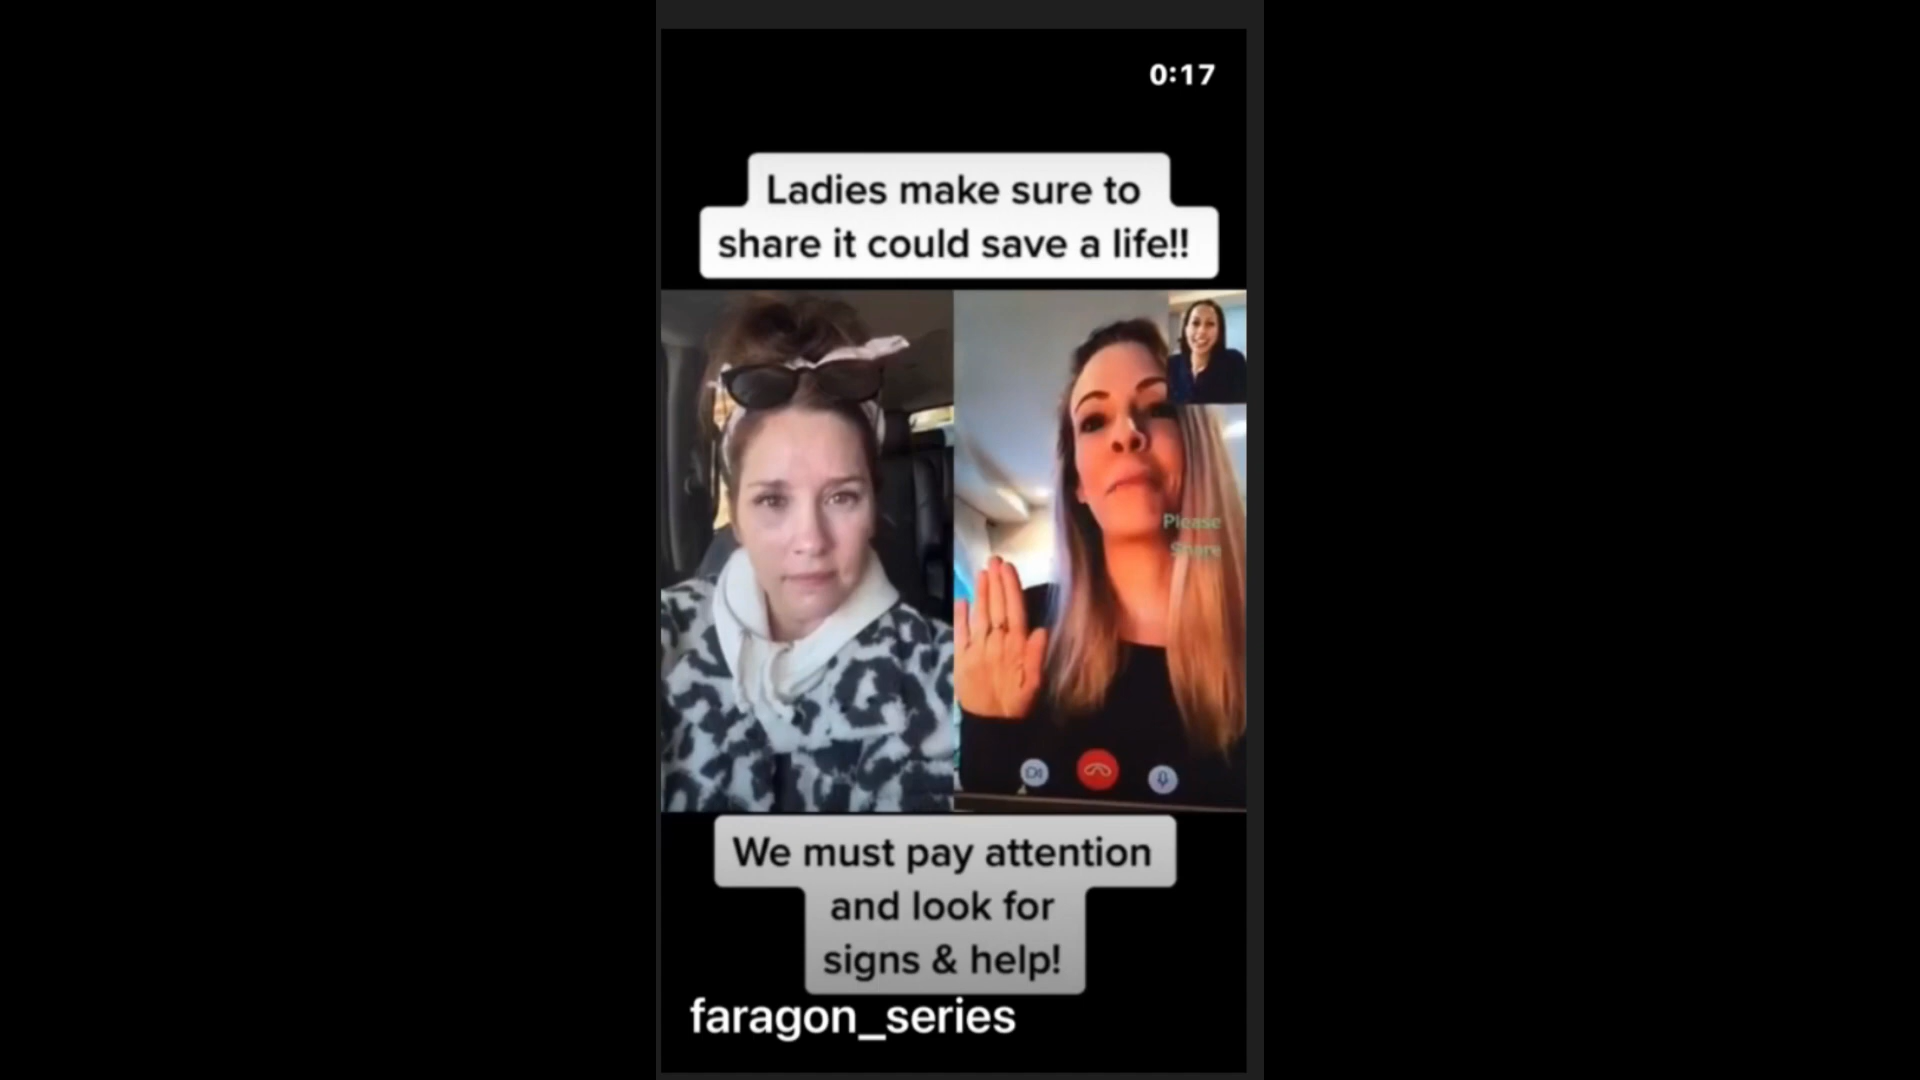 0:17
Ladies make sure to
share it could save a life!!
Please
Share
We must pay attention
and look for
signs & help!
faragon_series